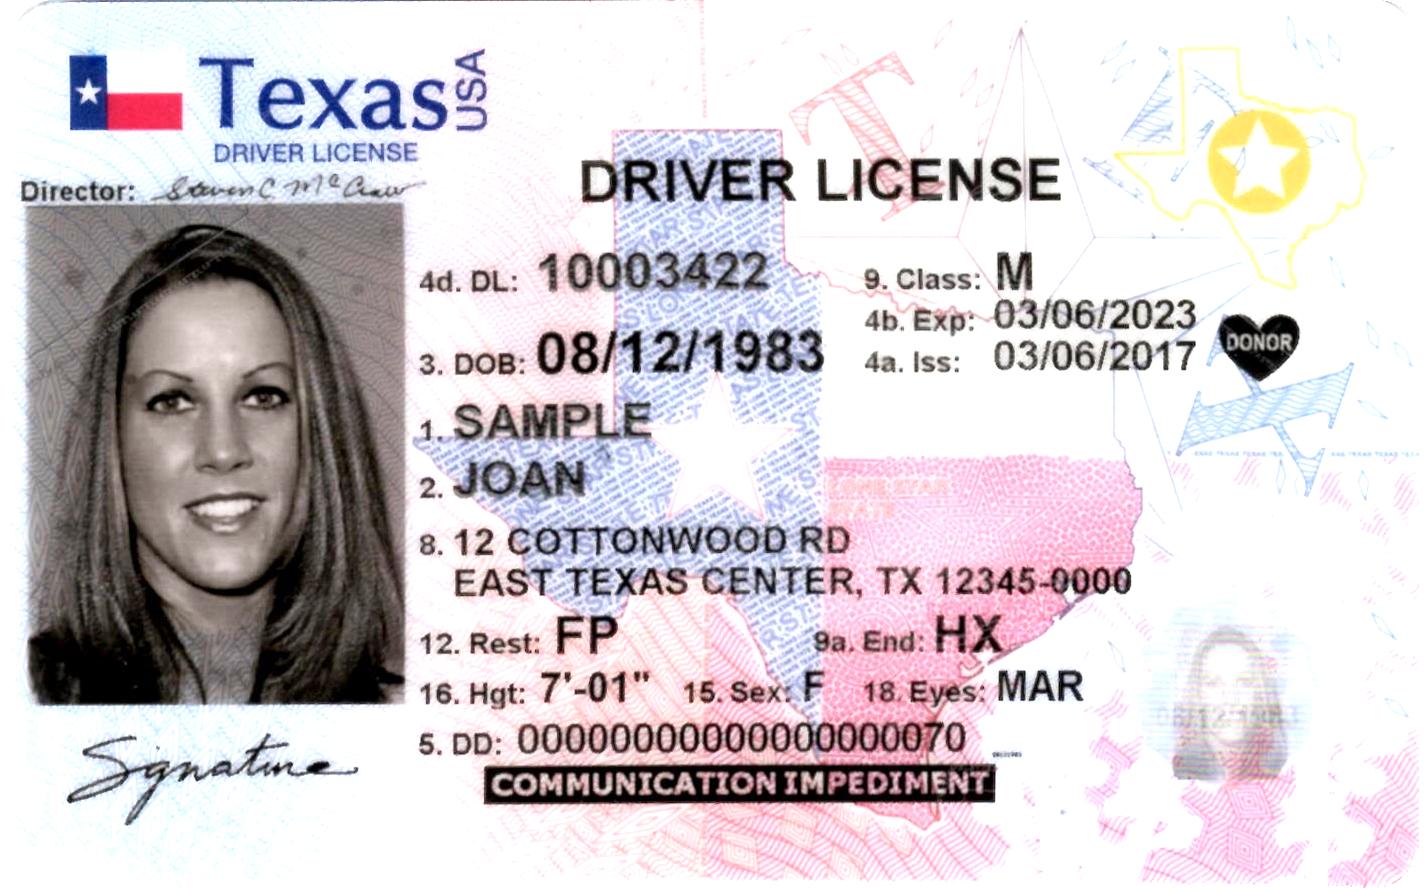 Texas USA
DRIVER LICENSE
Director: Steven C McCraw
DRIVER LICENSE
4d. DL: 10003422
9. Class: M
4b. Exp: 03/06/2023
3. DOB: 08/12/1983
4a. Iss: 03/06/2017
DONOR
1. SAMPLE
2. JOAN
LONE STAR
STATE
8. 12 COTTONWOOD RD
EAST TEXAS CENTER, TX 12345-0000
12. Rest: FP
9a. End: HX
16. Hgt: 7'-01" 15. Sex: F 18. Eyes: MAR
5. DD: 00000000000000000070
COMMUNICATION IMPEDIMENT
Signature